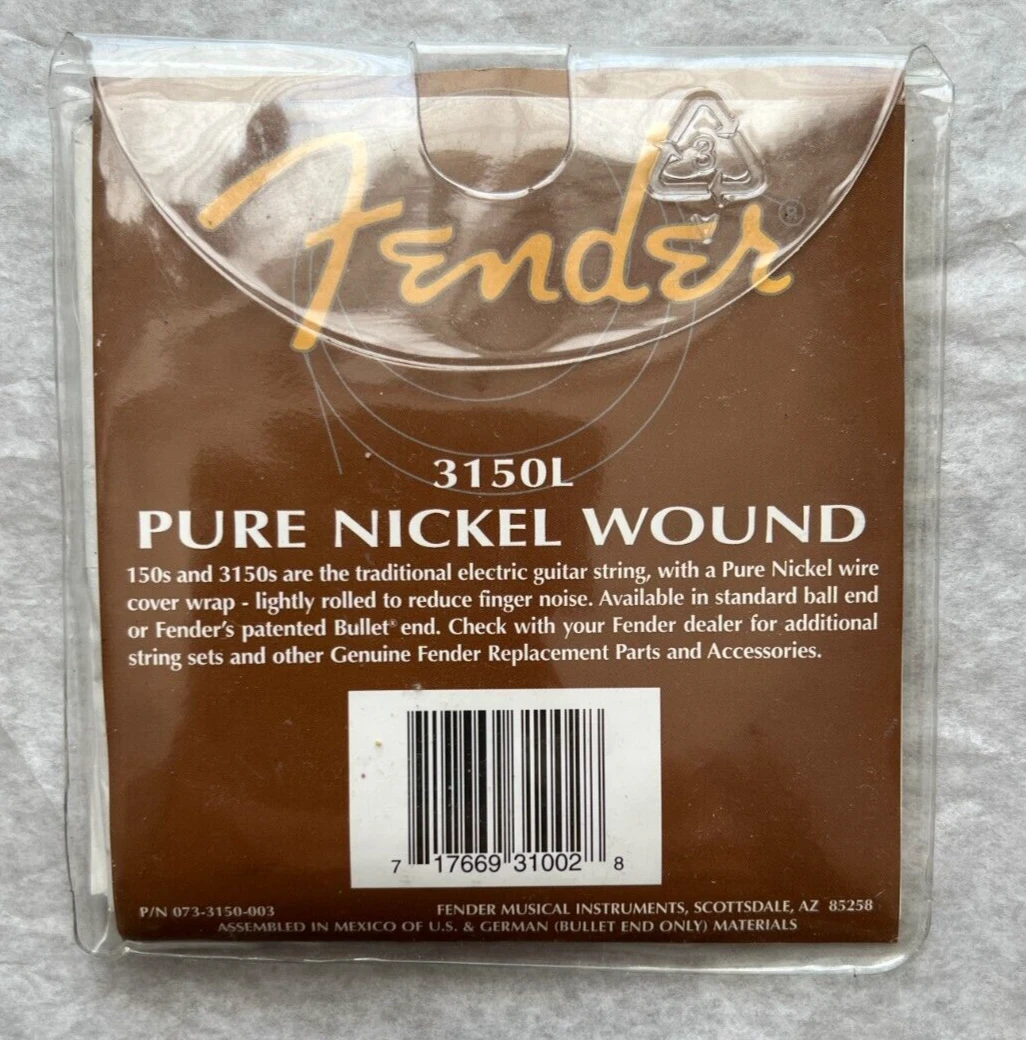 3
Fender®
3150L
PURE NICKEL WOUND
150s and 3150s are the traditional electric guitar string, with a Pure Nickel wire
cover wrap - lightly rolled to reduce finger noise. Available in standard ball end
or Fender's patented Bullet® end. Check with your Fender dealer for additional
string sets and other Genuine Fender Replacement Parts and Accessories.
7 17669 31002 8
P/N 073-3150-003 FENDER MUSICAL INSTRUMENTS, SCOTTSDALE, AZ 85258
ASSEMBLED IN MEXICO OF U.S. & GERMAN (BULLET END ONLY) MATERIALS